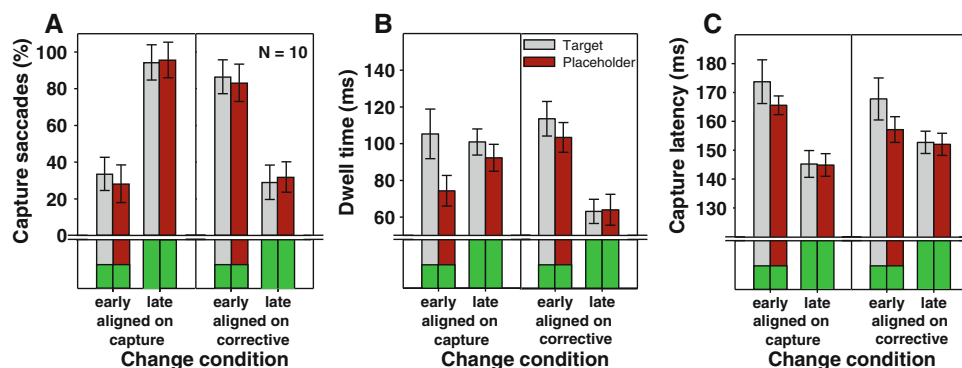 A
Capture saccades (%)
100
80
60
40
20
0
N = 10
early late early late
aligned on capture aligned on corrective
Change condition
B
Dwell time (ms)
140
120
100
80
60
Target
Placeholder
early late early late
aligned on capture aligned on corrective
Change condition
C
Capture latency (ms)
180
170
160
150
140
130
early late early late
aligned on capture aligned on corrective
Change condition